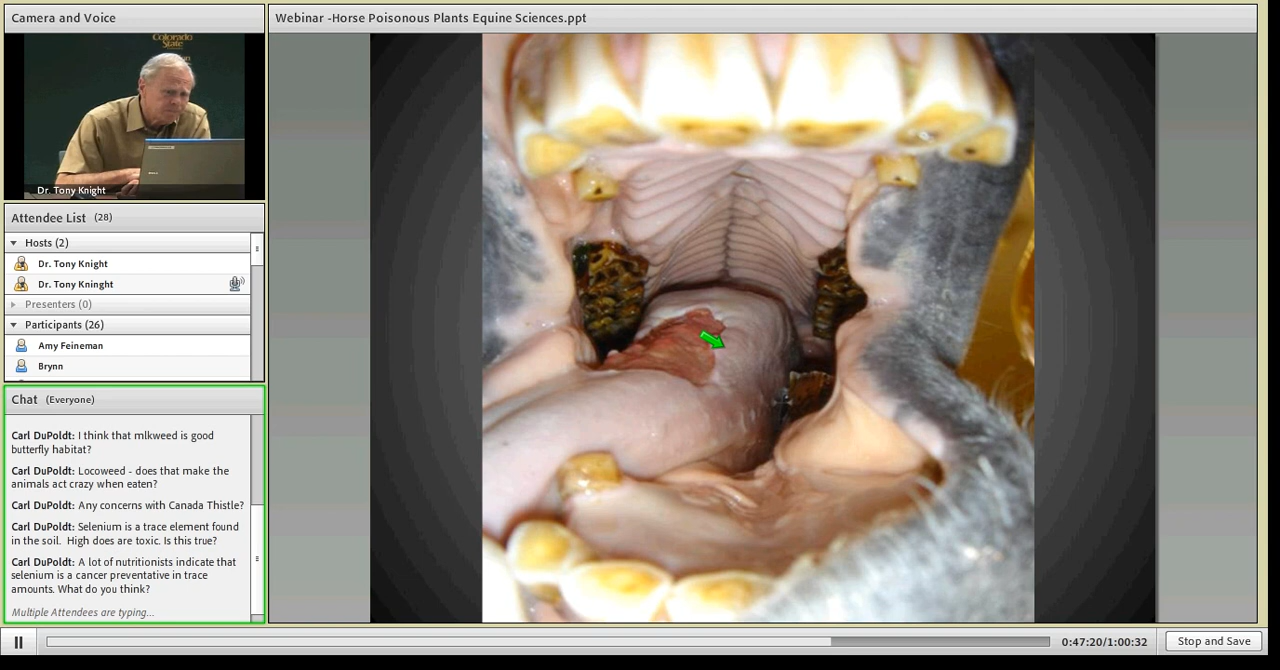 Camera and Voice
Colorado
State
Dr. Tony Knight
Attendee List (28)
Hosts (2)
Dr. Tony Knight
Dr. Tony Kninght
Presenters (0)
Participants (26)
Amy Feineman
Brynn
Chat (Everyone)
Carl DuPoldt: I think that mlkweed is good
butterfly habitat?
Carl DuPoldt: Locoweed - does that make the
animals act crazy when eaten?
Carl DuPoldt: Any concerns with Canada Thistle?
Carl DuPoldt: Selenium is a trace element found
in the soil. High does are toxic. Is this true?
Carl DuPoldt: A lot of nutritionists indicate that
selenium is a cancer preventative in trace
amounts. What do you think?
Multiple Attendees are typing...
Webinar -Horse Poisonous Plants Equine Sciences.ppt
0:47:20/1:00:32
Stop and Save